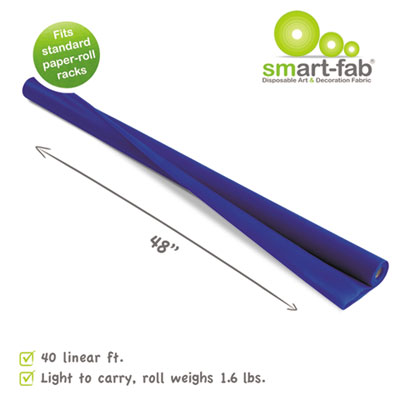 Fits
standard
paper-roll
racks
smart-fab®
Disposable Art & Decoration Fabric
48"
40 linear ft.
Light to carry, roll weighs 1.6 lbs.